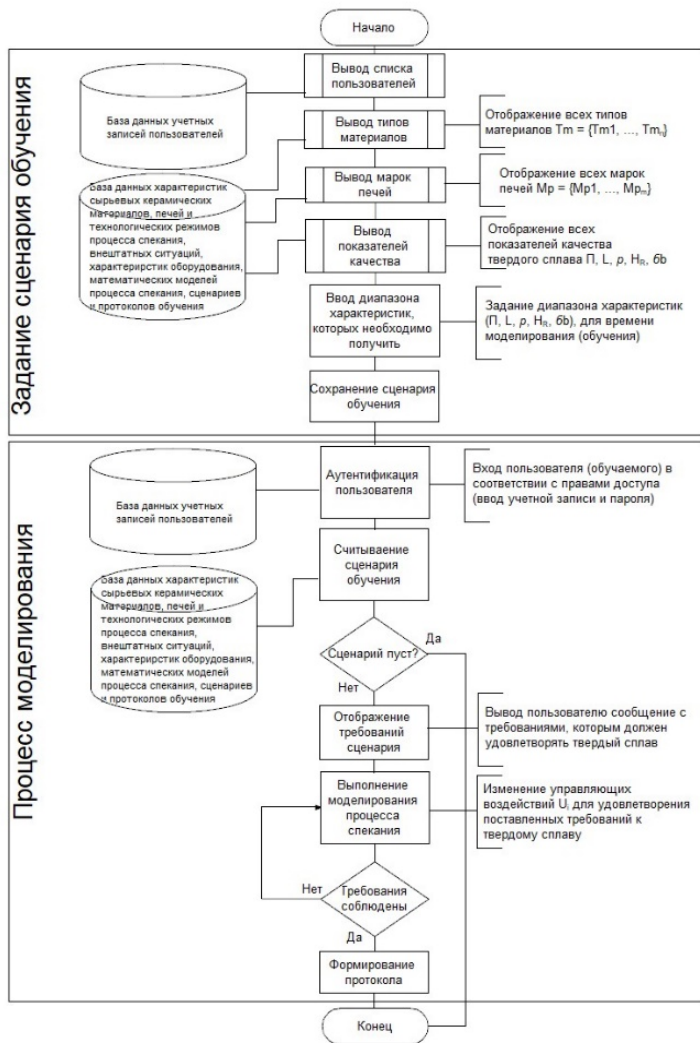 Начало
Задание сценария обучения
Вывод списка
пользователей
База данных учетных
записей пользователей
Вывод типов
материалов
Отображение всех типов
материалов Tm = {Tm1, ..., Tmn}
База данных характеристик
сырьевых керамических
материалов, печей и
технологических режимов
процесса спекания,
внештатных ситуаций,
характерирстик оборудования,
математических моделей
процесса спекания, сценариев
и протоколов обучения
Вывод марок
печей
Отображение всех марок
печей Mp = {Mp1, ..., Mpm}
Вывод
показателей
качества
Отображение всех
показателей качества
твердого сплава П, L, p, HR, бb
Ввод диапазона
характеристик,
которых необходимо
получить
Задание диапазона характеристик
(П, L, p, HR, бb), для времени
моделирования (обучения)
Сохранение сценария
обучения
Процесс моделирования
Аутентификация
пользователя
Вход пользователя (обучаемого) в
соответствии с правами доступа
(ввод учетной записи и пароля)
База данных учетных
записей пользователей
Считываение
сценария
обучения
База данных характеристик
сырьевых керамических
материалов, печей и
технологических режимов
процесса спекания,
внештатных ситуаций,
характерирстик оборудования,
математических моделей
процесса спекания, сценариев
и протоколов обучения
Сценарий пуст?
Да
Нет
Отображение
требований
сценария
Вывод пользователю сообщение с
требованиями, которым должен
удовлетворять твердый сплав
Выполнение
моделирования
процесса
спекания
Изменение управляющих
воздействий Ui для удовлетворения
поставленных требований к
твердому сплаву
Нет
Требования
соблюдены
Да
Формирование
протокола
Конец